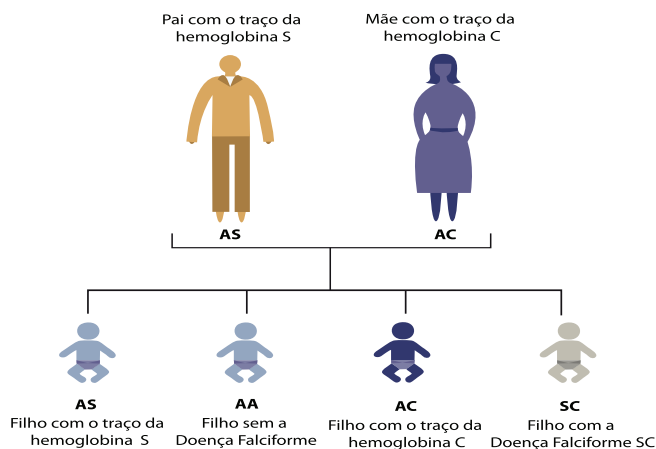 Pai com o traço da
hemoglobina S
Mãe com o traço da
hemoglobina C
AS
AC
AS
Filho com o traço da
hemoglobina S
AA
Filho sem a
Doença Falciforme
AC
Filho com o traço da
hemoglobina C
SC
Filho com a
Doença Falciforme SC